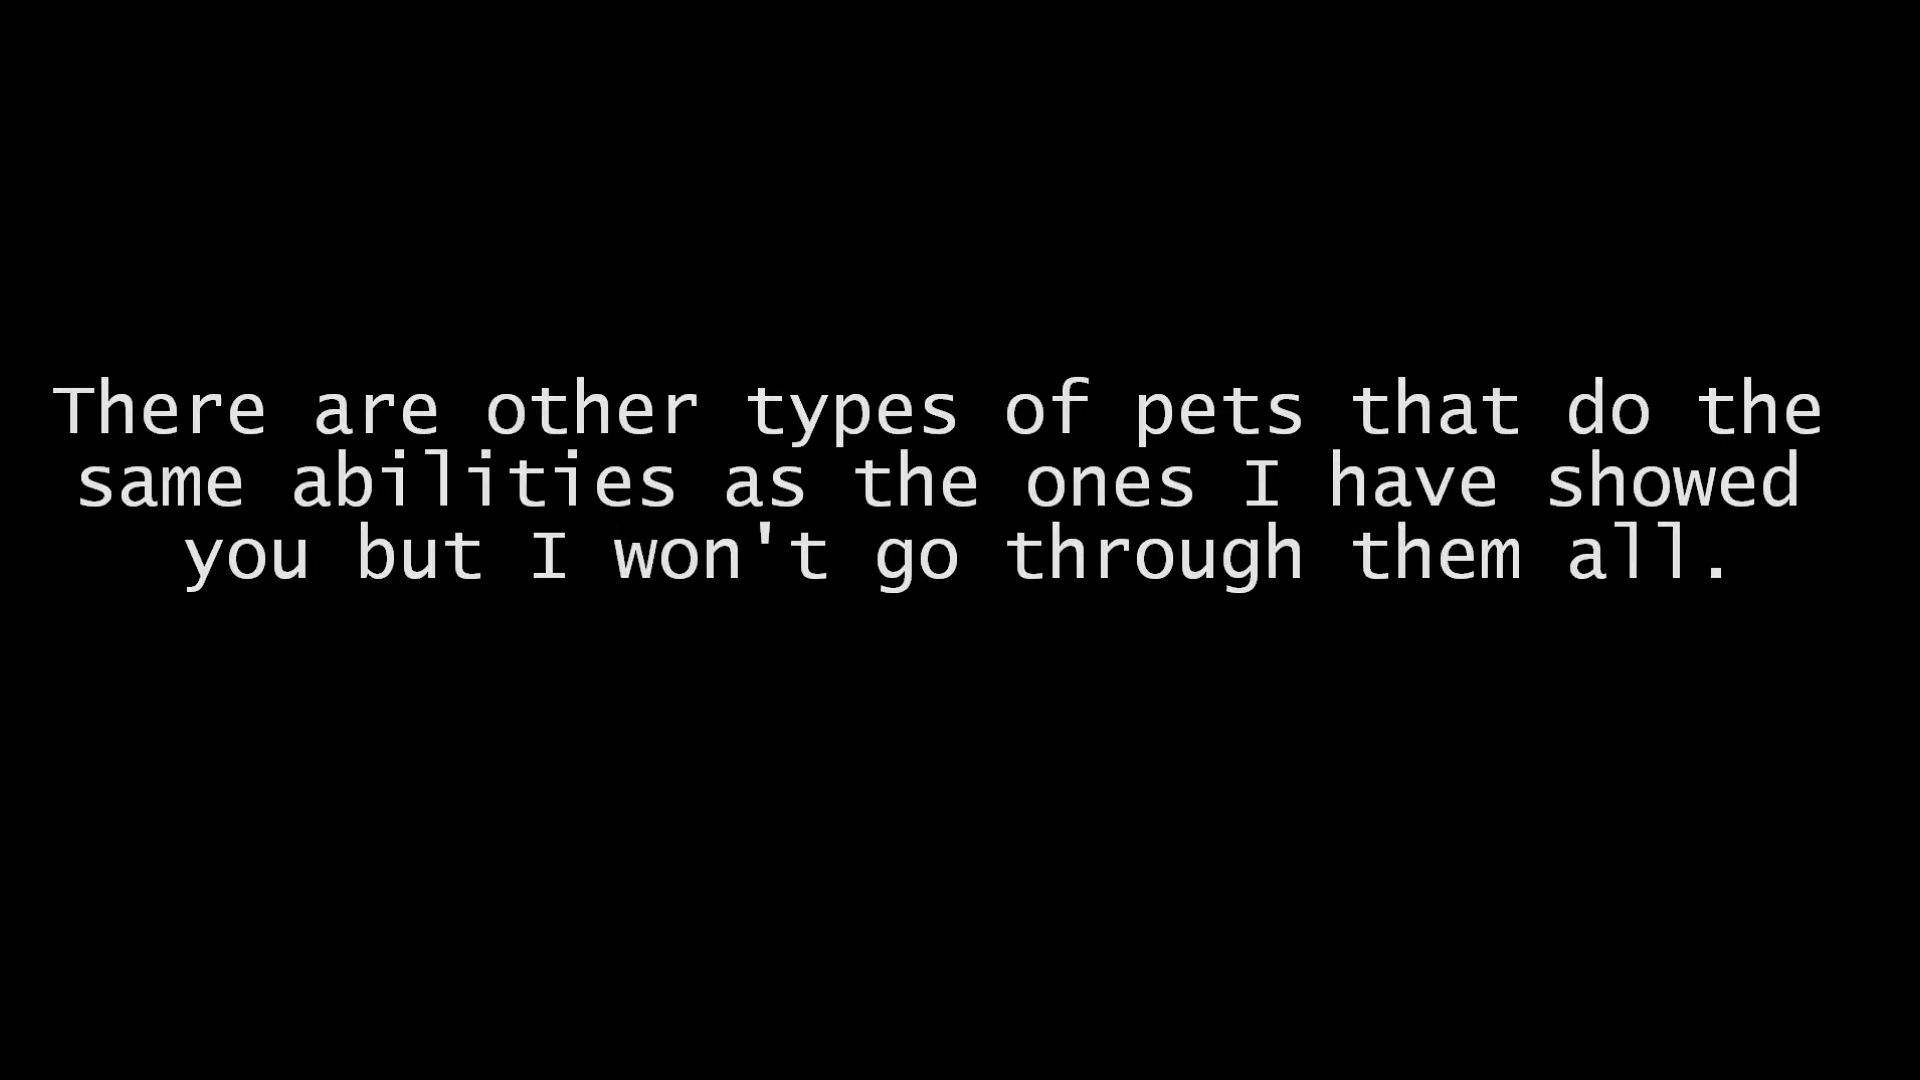 There are other types of pets that do the
same abilities as the ones I have showed
you but I won't go through them all.